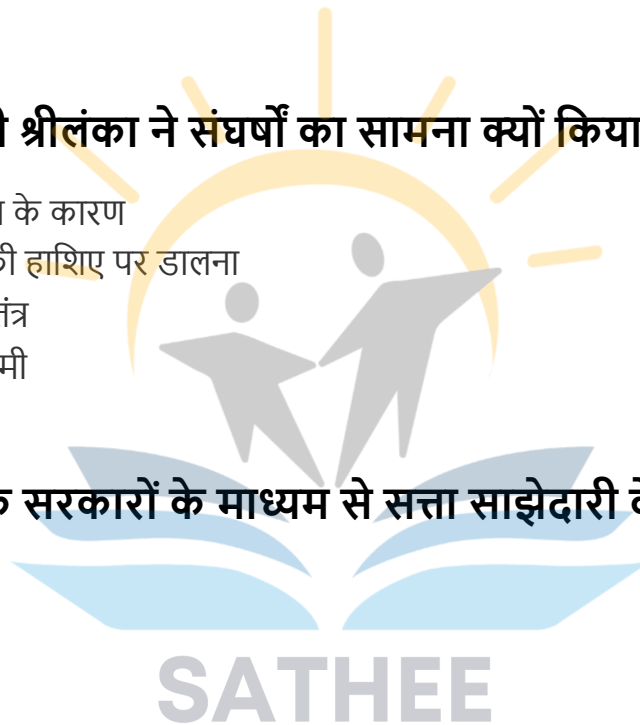 श्रीलंका ने संघर्षों का सामना क्यों किया
के कारण
हाशिए पर डालना
सरकारों के माध्यम से सत्ता साझेदारी
SATHEE